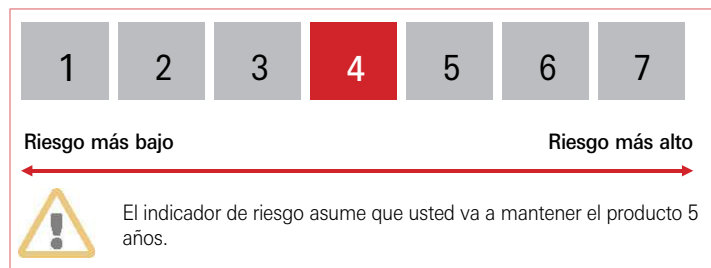 1 2 3 4 5 6 7
Riesgo más bajo Riesgo más alto
El indicador de riesgo asume que usted va a mantener el producto 5
años.